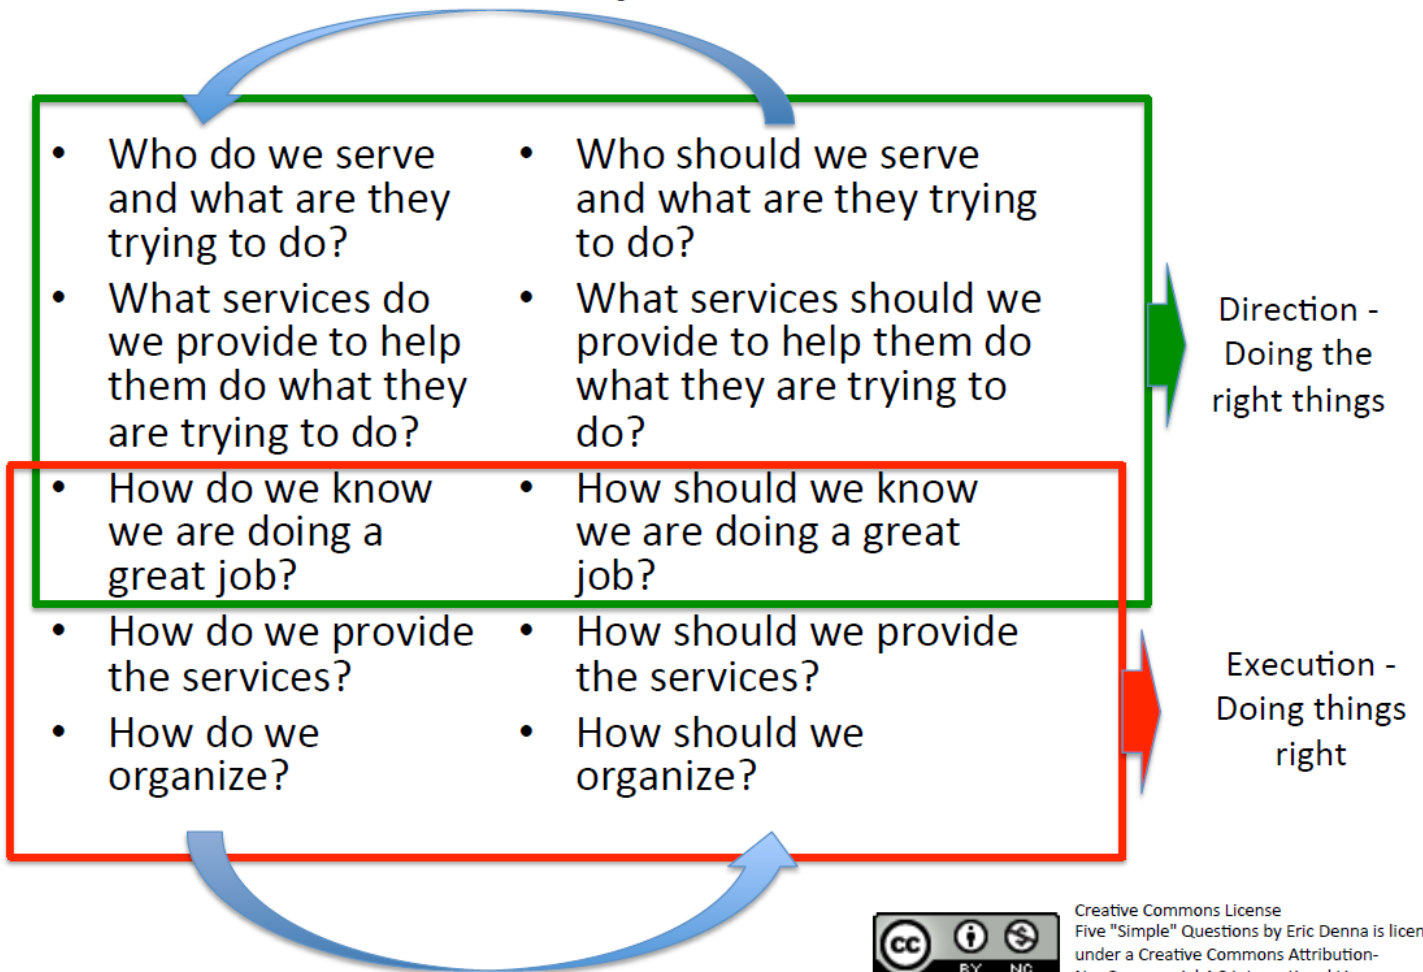 • Who do we serve
and what are they
trying to do?
• What services do
we provide to help
them do what they
are trying to do?
• How do we know
we are doing a
great job?
• How do we provide
the services?
• How do we
organize?
• Who should we serve
and what are they trying
to do?
• What services should we
provide to help them do
what they are trying to
do?
• How should we know
we are doing a great
job?
• How should we provide
the services?
• How should we
organize?
Direction -
Doing the
right things
Execution -
Doing things
right
cc
BY NC
Creative Commons License
Five "Simple" Questions by Eric Denna is licen
under a Creative Commons Attribution-